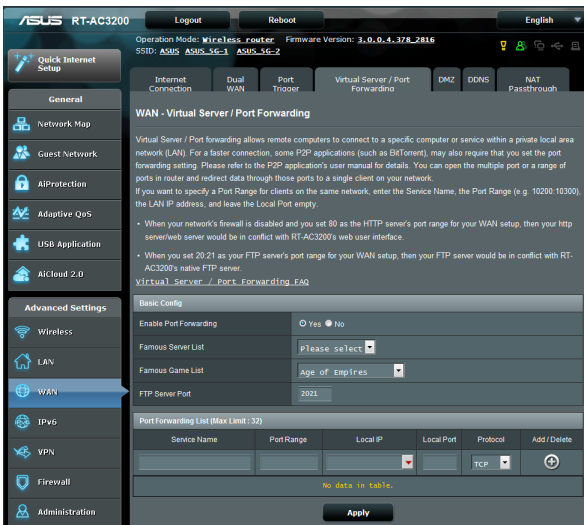 ASUS RT-AC3200 Logout Reboot English
Operation Mode: Wireless router Firmware Version: 3.0.0.4.378_2816
SSID: ASUS ASUS_5G-1 ASUS_5G-2
Quick Internet Setup
General
Network Map
Guest Network
AiProtection
Adaptive QoS
USB Application
AiCloud 2.0
Advanced Settings
Wireless
LAN
WAN
IPv6
VPN
Firewall
Administration
Internet Connection
Dual WAN
Port Trigger
Virtual Server / Port Forwarding
DMZ
DDNS
NAT Passthrough
WAN - Virtual Server / Port Forwarding
Virtual Server / Port forwarding allows remote computers to connect to a specific computer or service within a private local area
network (LAN). For a faster connection, some P2P applications (such as BitTorrent), may also require that you set the port
forwarding setting. Please refer to the P2P application's user manual for details. You can open the multiple port or a range of
ports in router and redirect data through those ports to a single client on your network.
If you want to specify a Port Range for clients on the same network, enter the Service Name, the Port Range (e.g. 10200:10300),
the LAN IP address, and leave the Local Port empty.
• When your network's firewall is disabled and you set 80 as the HTTP server's port range for your WAN setup, then your http
server/web server would be in conflict with RT-AC3200's web user interface.
• When you set 20:21 as your FTP server's port range for your WAN setup, then your FTP server would be in conflict with RT-
AC3200's native FTP server.
Virtual Server / Port Forwarding FAQ
Basic Config
Enable Port Forwarding Yes No
Famous Server List Please select
Famous Game List Age of Empires
FTP Server Port 2021
Port Forwarding List (Max Limit : 32)
Service Name Port Range Local IP Local Port Protocol Add / Delete
TCP
No data in table.
Apply